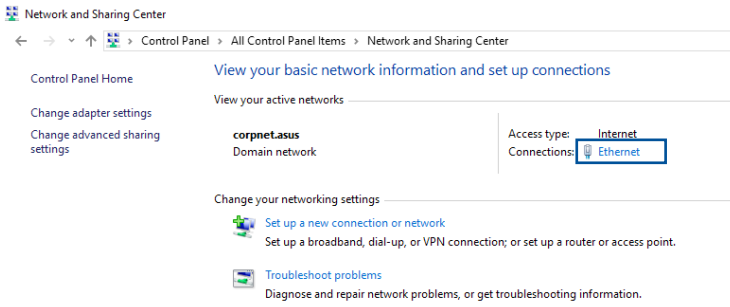 Network and Sharing Center
Control Panel > All Control Panel Items > Network and Sharing Center
Control Panel Home
Change adapter settings
Change advanced sharing
settings
View your basic network information and set up connections
View your active networks
corpnet.asus
Domain network
Access type: Internet
Connections: Ethernet
Change your networking settings
Set up a new connection or network
Set up a broadband, dial-up, or VPN connection; or set up a router or access point.
Troubleshoot problems
Diagnose and repair network problems, or get troubleshooting information.